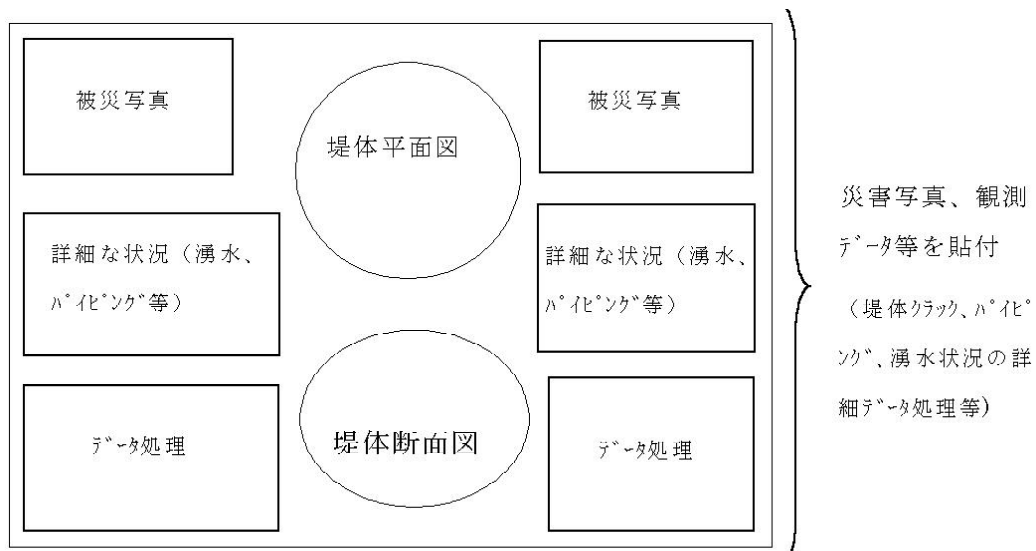 被災写真
堤体平面図
被災写真
詳細な状況（湧水、
ﾊﾟｲﾋﾟﾝｸﾞ等）
詳細な状況（湧水、
ﾊﾟｲﾋﾟﾝｸﾞ等）
ﾃﾞｰﾀ処理
堤体断面図
ﾃﾞｰﾀ処理
災害写真、観測
ﾃﾞｰﾀ等を貼付
（堤体ｸﾗｯｸ、ﾊﾟｲﾋﾟ
ﾝｸﾞ、湧水状況の詳
細ﾃﾞｰﾀ処理等）